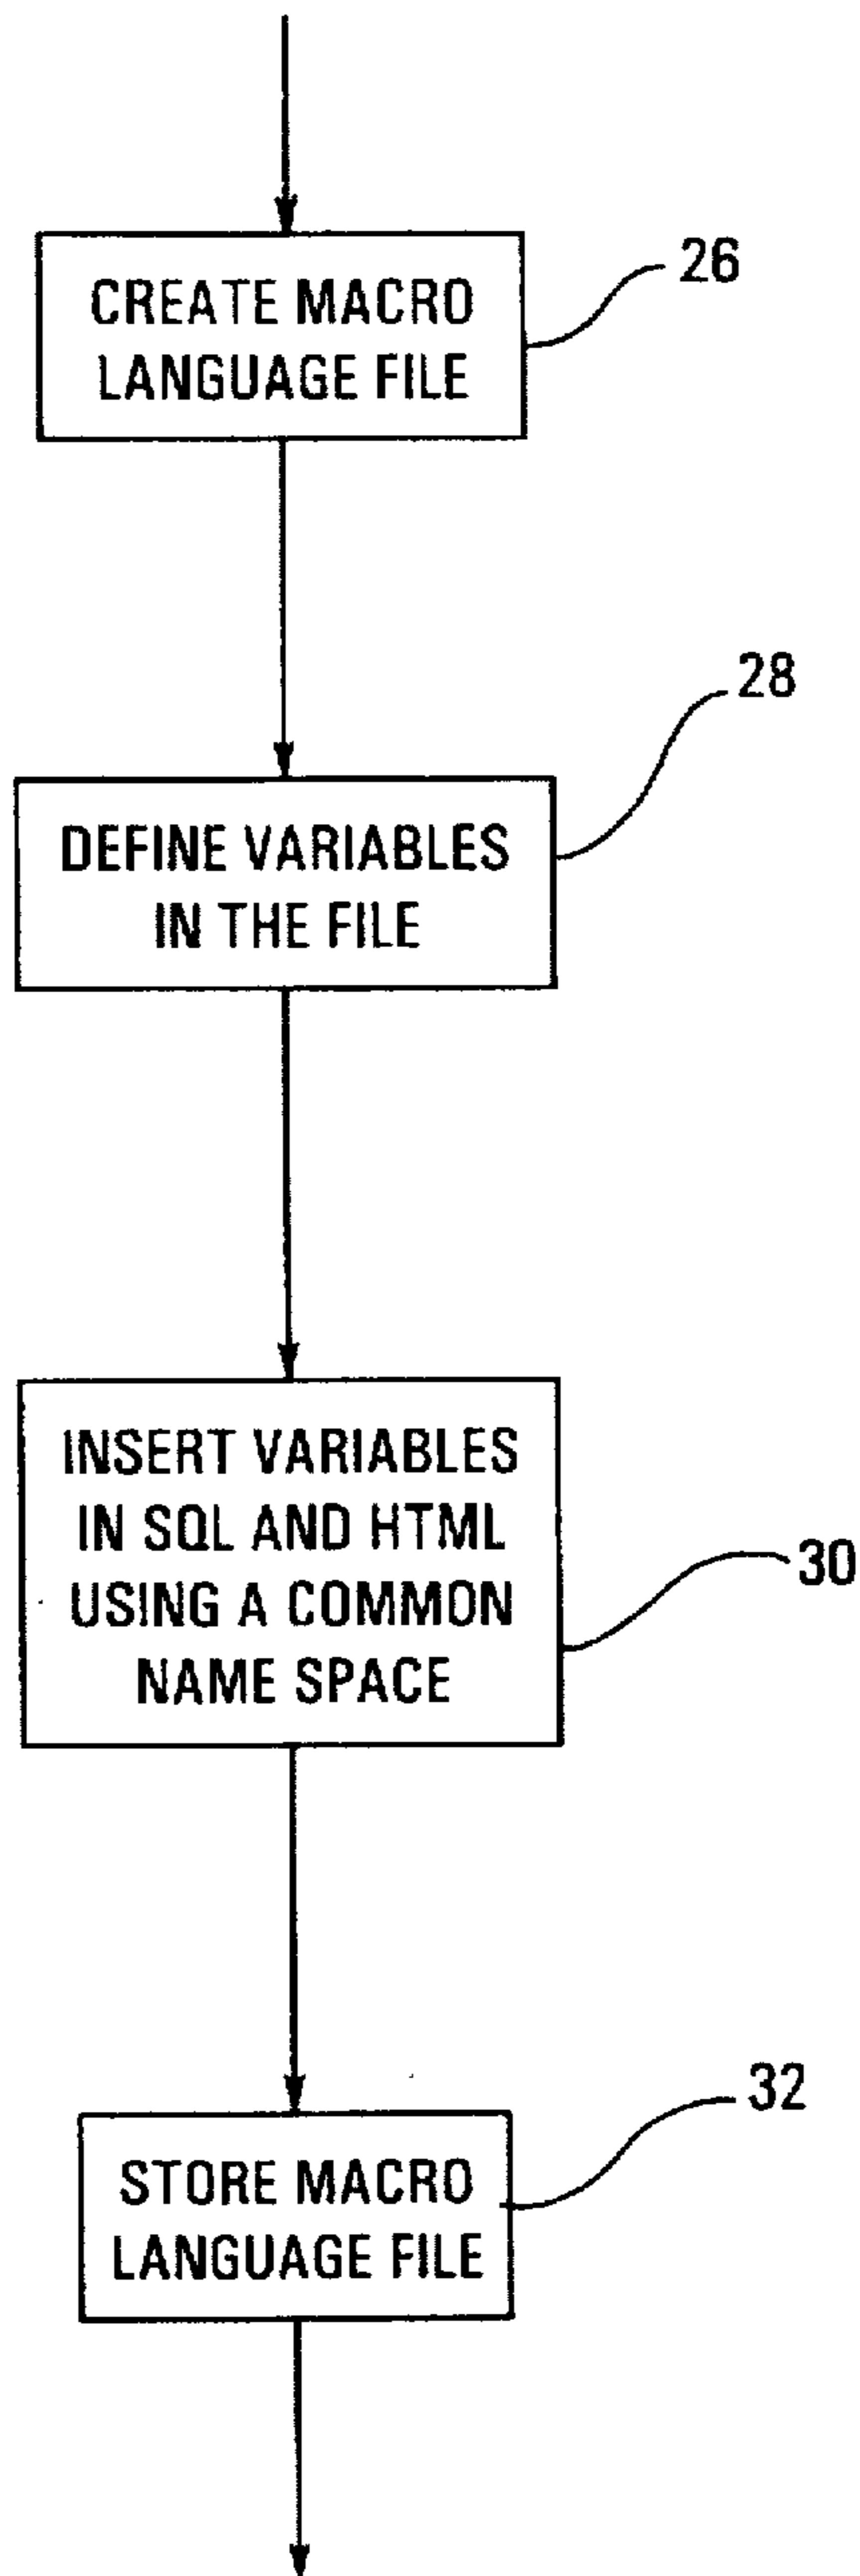 CREATE MACRO
LANGUAGE FILE
26
DEFINE VARIABLES
IN THE FILE
28
INSERT VARIABLES
IN SQL AND HTML
USING A COMMON
NAME SPACE
30
STORE MACRO
LANGUAGE FILE
32